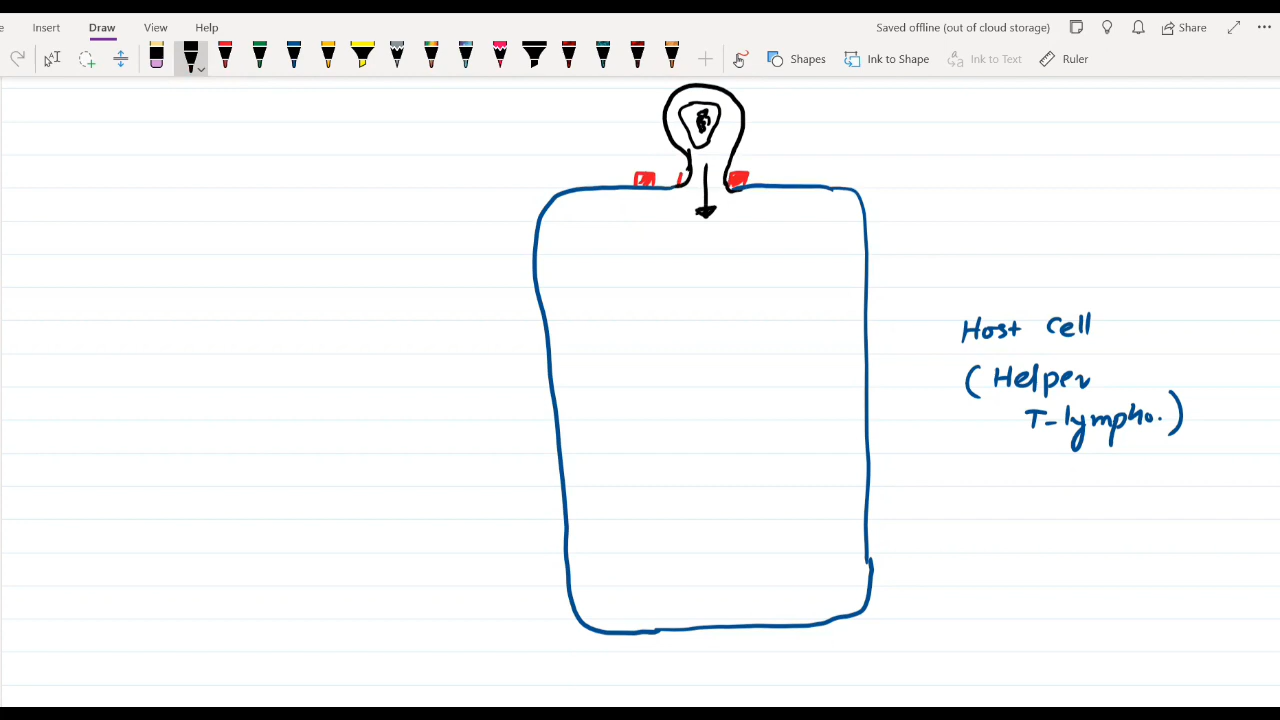 Insert Draw View Help Saved offline (out of cloud storage) Share
Shapes Ink to Shape Ink to Text Ruler
Host cell
(Helper
T-lympho.)